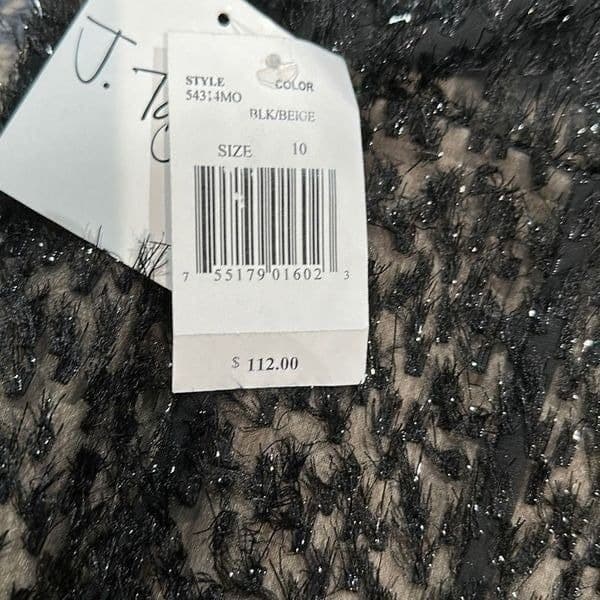 J.
STYLE COLOR
54314MO
BLK/BEIGE
SIZE 10
7 55179 01602 3
$ 112.00